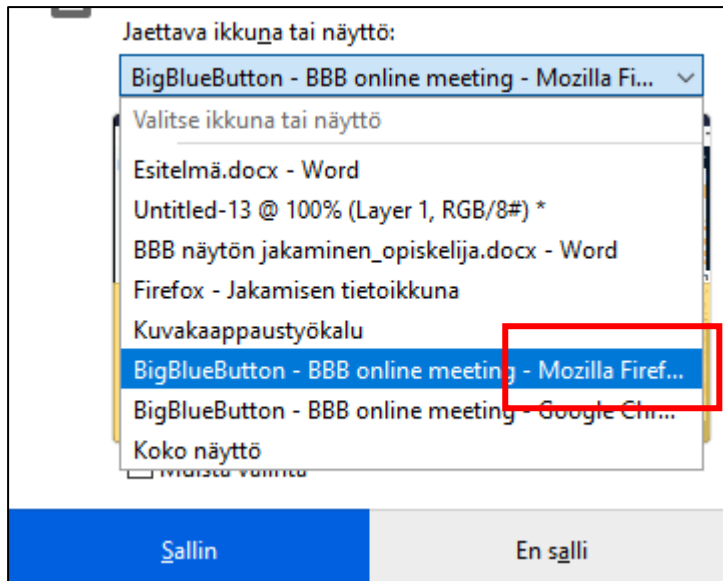 Jaettava ikkuna tai näyttö:
BigBlueButton - BBB online meeting - Mozilla Fi...
Valitse ikkuna tai näyttö
Esitelmä.docx - Word
Untitled-13 @ 100% (Layer 1, RGB/8#) *
BBB näytön jakaminen_opiskelija.docx - Word
Firefox - Jakamisen tietoikkuna
Kuvakaappaustyökalu
BigBlueButton - BBB online meeting - Mozilla Firef...
BigBlueButton - BBB online meeting - Google Chr...
Koko näyttö
Muista valinta
Sallin
En salli